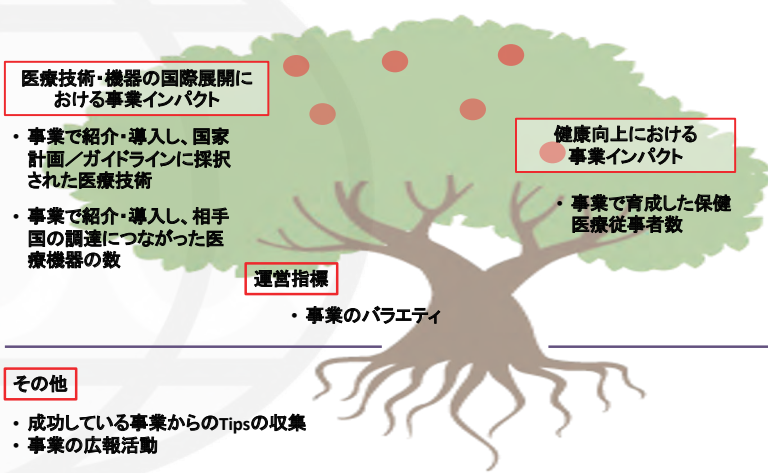 医療技術・機器の国際展開に
おける事業インパクト
・事業で紹介・導入し、国家
計画／ガイドラインに採択
された医療技術
・事業で紹介・導入し、相手
国の調達につながった医
療機器の数
健康向上における
事業インパクト
・事業で育成した保健
医療従事者数
運営指標
・事業のバラエティ
その他
・成功している事業からのTipsの収集
・事業の広報活動